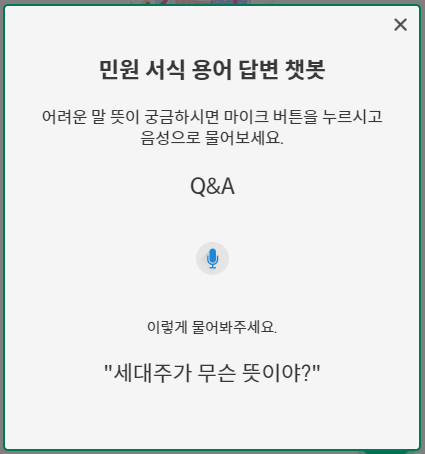 민원 서식 용어 답변 챗봇
어려운 말 뜻이 궁금하시면 마이크 버튼을 누르시고
음성으로 물어보세요.
Q&A
이렇게 물어봐주세요.
"세대주가 무슨 뜻이야?"